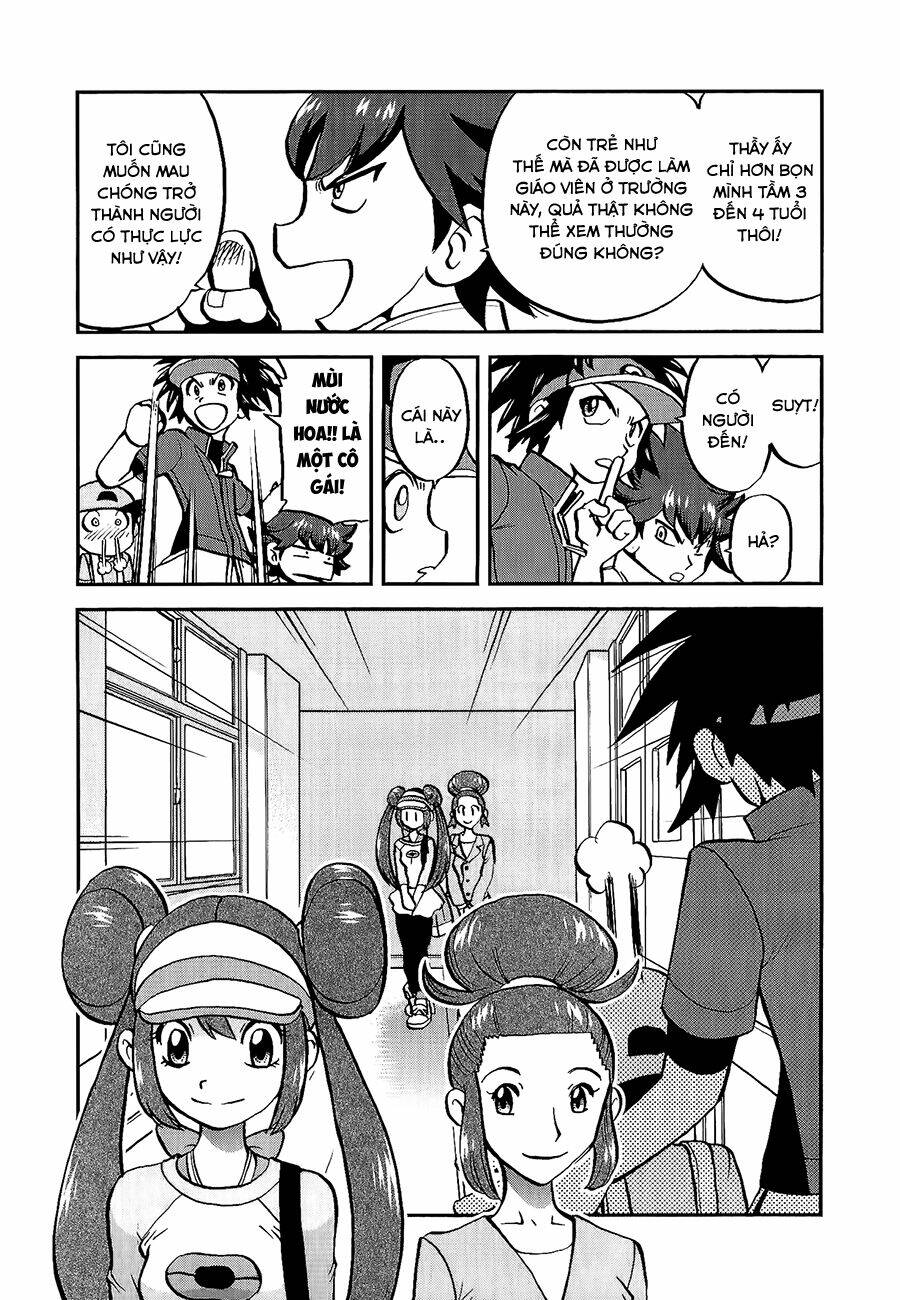 THẦY ẤY
CHỈ HƠN BỌN
MÌNH TẦM 3
ĐẾN 4 TUỔI
THÔI!
CÒN TRẺ NHƯ
THẾ MÀ ĐÃ ĐƯỢC LÀM
GIÁO VIÊN Ở TRƯỜNG
NÀY, QUẢ THẬT KHÔNG
THỂ XEM THƯỜNG
ĐÚNG KHÔNG?
TÔI CŨNG
MUỐN MAU
CHÓNG TRỞ
THÀNH NGƯỜI
CÓ THỰC LỰC
NHƯ VẬY!
SUYT!
CÓ
NGƯỜI
ĐẾN!
HẢ?
CÁI NÀY
LÀ..
MÙI
NƯỚC
HOA!! LÀ
MỘT CÔ
GÁI!